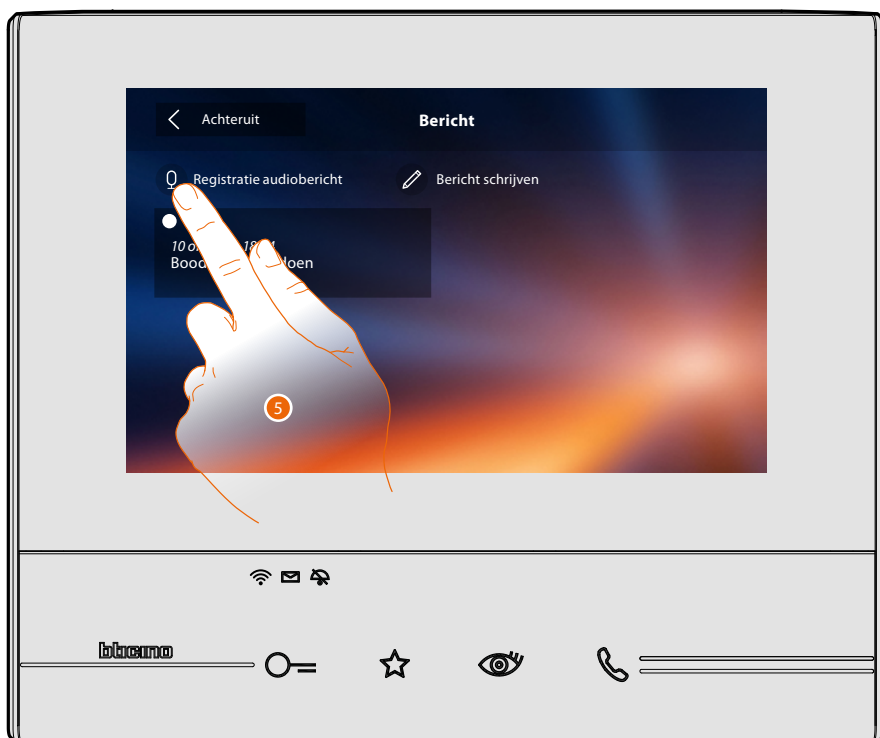 Achteruit
Bericht
Registratie audiobericht
Bericht schrijven
10
5
bticino